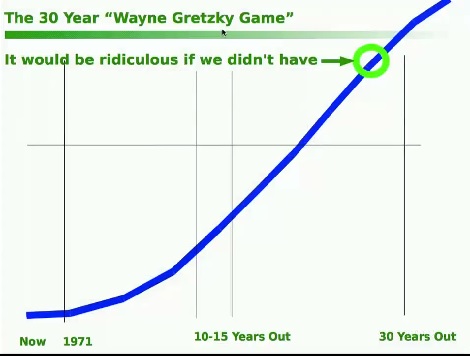 The 30 Year “Wayne Gretzky Game”
It would be ridiculous if we didn't have
Now 1971 10-15 Years Out 30 Years Out